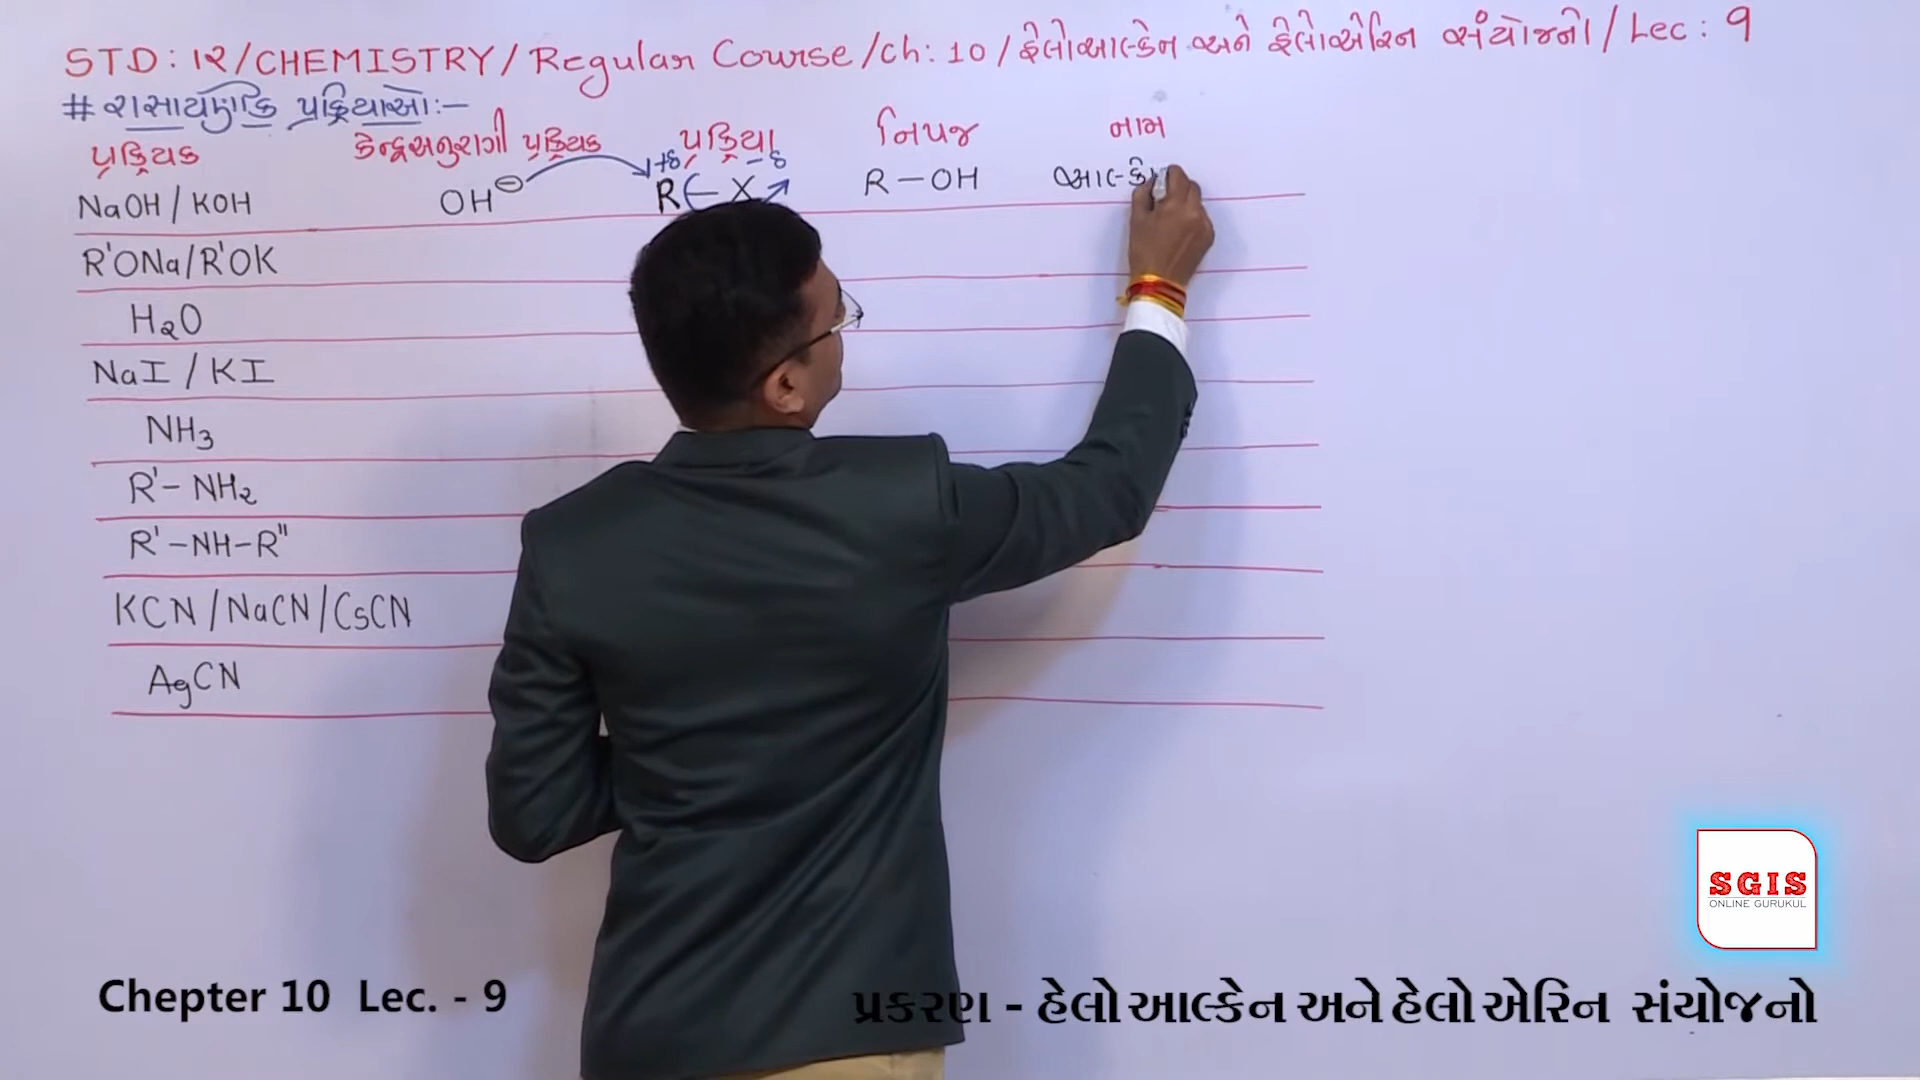 STD: ૧૨/CHEMISTRY/Regular Course/ch: 10/હેલોઆલ્કેન અને હેલોએરિન સંયોજનો/Lec: 9
# રાસાયણિક પ્રક્રિયાઓ:-
પ્રક્રિયક કેન્દ્રઅનુરાગી પ્રક્રિયક પ્રક્રિયા નિપજ નામ
+δ -δ
NaOH / KOH OH⊖ R X R-OH
R'ONa/R'OK
H2O
NaI / KI
NH3
R'- NH2
R'-NH-R"
KCN/NaCN/CsCN
AgCN
SGIS
ONLINE GURUKUL
Chepter 10 Lec. - 9 પ્રકરણ - હેલોઆલ્કેન અને હેલોએરિન સંયોજનો